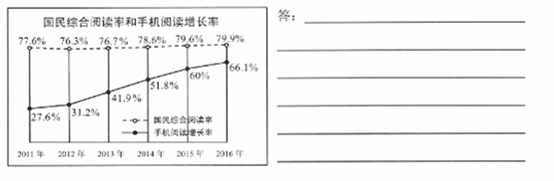 国民综合阅读率和手机阅读增长率
答：
77.6% 76.3% 76.7% 78.6% 79.6% 79.9%
27.6% 31.2% 41.9% 51.8% 60% 66.1%
国民综合阅读率
手机阅读增长率
2011年 2012年 2013年 2014年 2015年 2016年